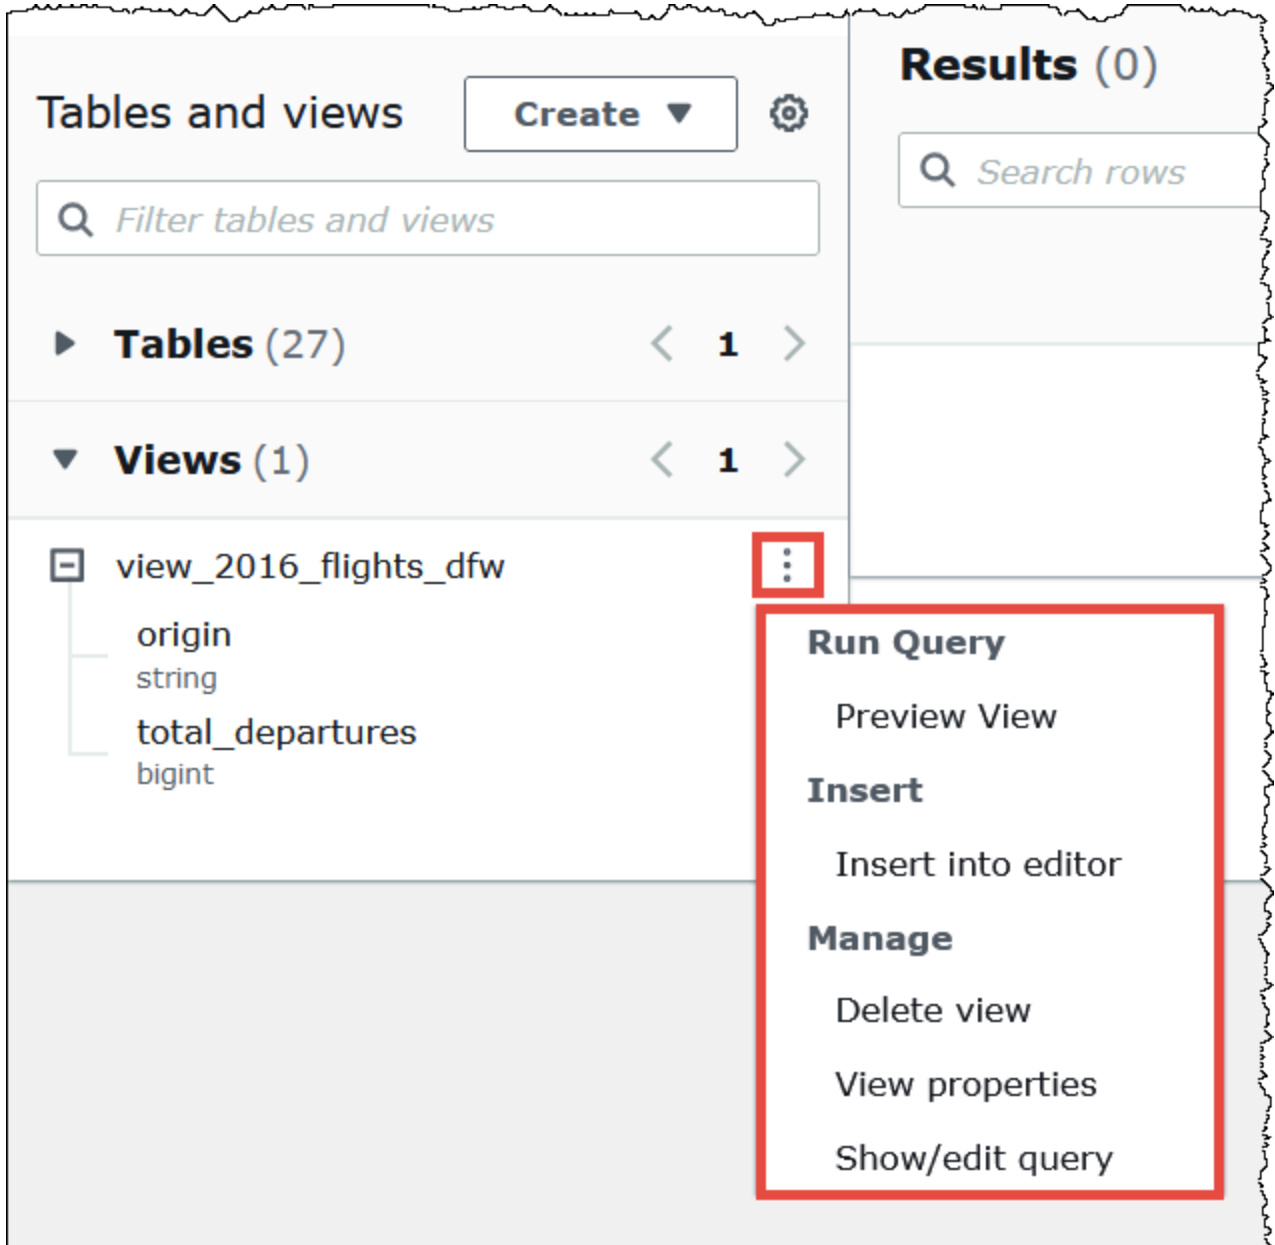 Tables and views
Create
Filter tables and views
Tables (27)
1
Views (1)
1
view_2016_flights_dfw
origin
string
total_departures
bigint
Results (0)
Search rows
Run Query
Preview View
Insert
Insert into editor
Manage
Delete view
View properties
Show/edit query